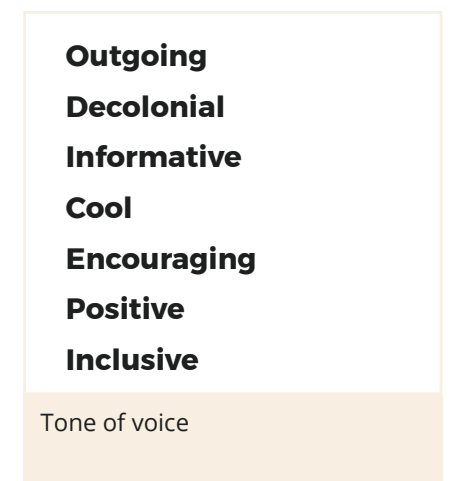 Outgoing
Decolonial
Informative
Cool
Encouraging
Positive
Inclusive
Tone of voice